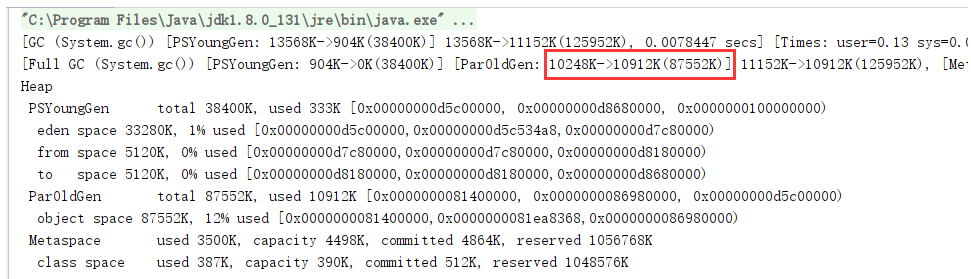 "C:\Program Files\Java\jdk1.8.0_131\jre\bin\java.exe" ...
[GC (System.gc()) [PSYoungGen: 13568K->904K(38400K)] 13568K->11152K(125952K), 0.0078447 secs] [Times: user=0.13 sys=0.0
[Full GC (System.gc()) [PSYoungGen: 904K->0K(38400K)] [ParOldGen: 10248K->10912K(87552K)] 11152K->10912K(125952K), [Met
Heap
PSYoungGen total 38400K, used 333K [0x00000000d5c00000, 0x00000000d8680000, 0x0000000100000000)
eden space 33280K, 1% used [0x00000000d5c00000,0x00000000d5c534a8,0x00000000d7c80000)
from space 5120K, 0% used [0x00000000d7c80000,0x00000000d7c80000,0x00000000d8180000)
to space 5120K, 0% used [0x00000000d8180000,0x00000000d8180000,0x00000000d8680000)
ParOldGen total 87552K, used 10912K [0x0000000081400000, 0x0000000086980000, 0x00000000d5c00000)
object space 87552K, 12% used [0x0000000081400000,0x0000000081ea8368,0x0000000086980000)
Metaspace used 3500K, capacity 4498K, committed 4864K, reserved 1056768K
class space used 387K, capacity 390K, committed 512K, reserved 1048576K